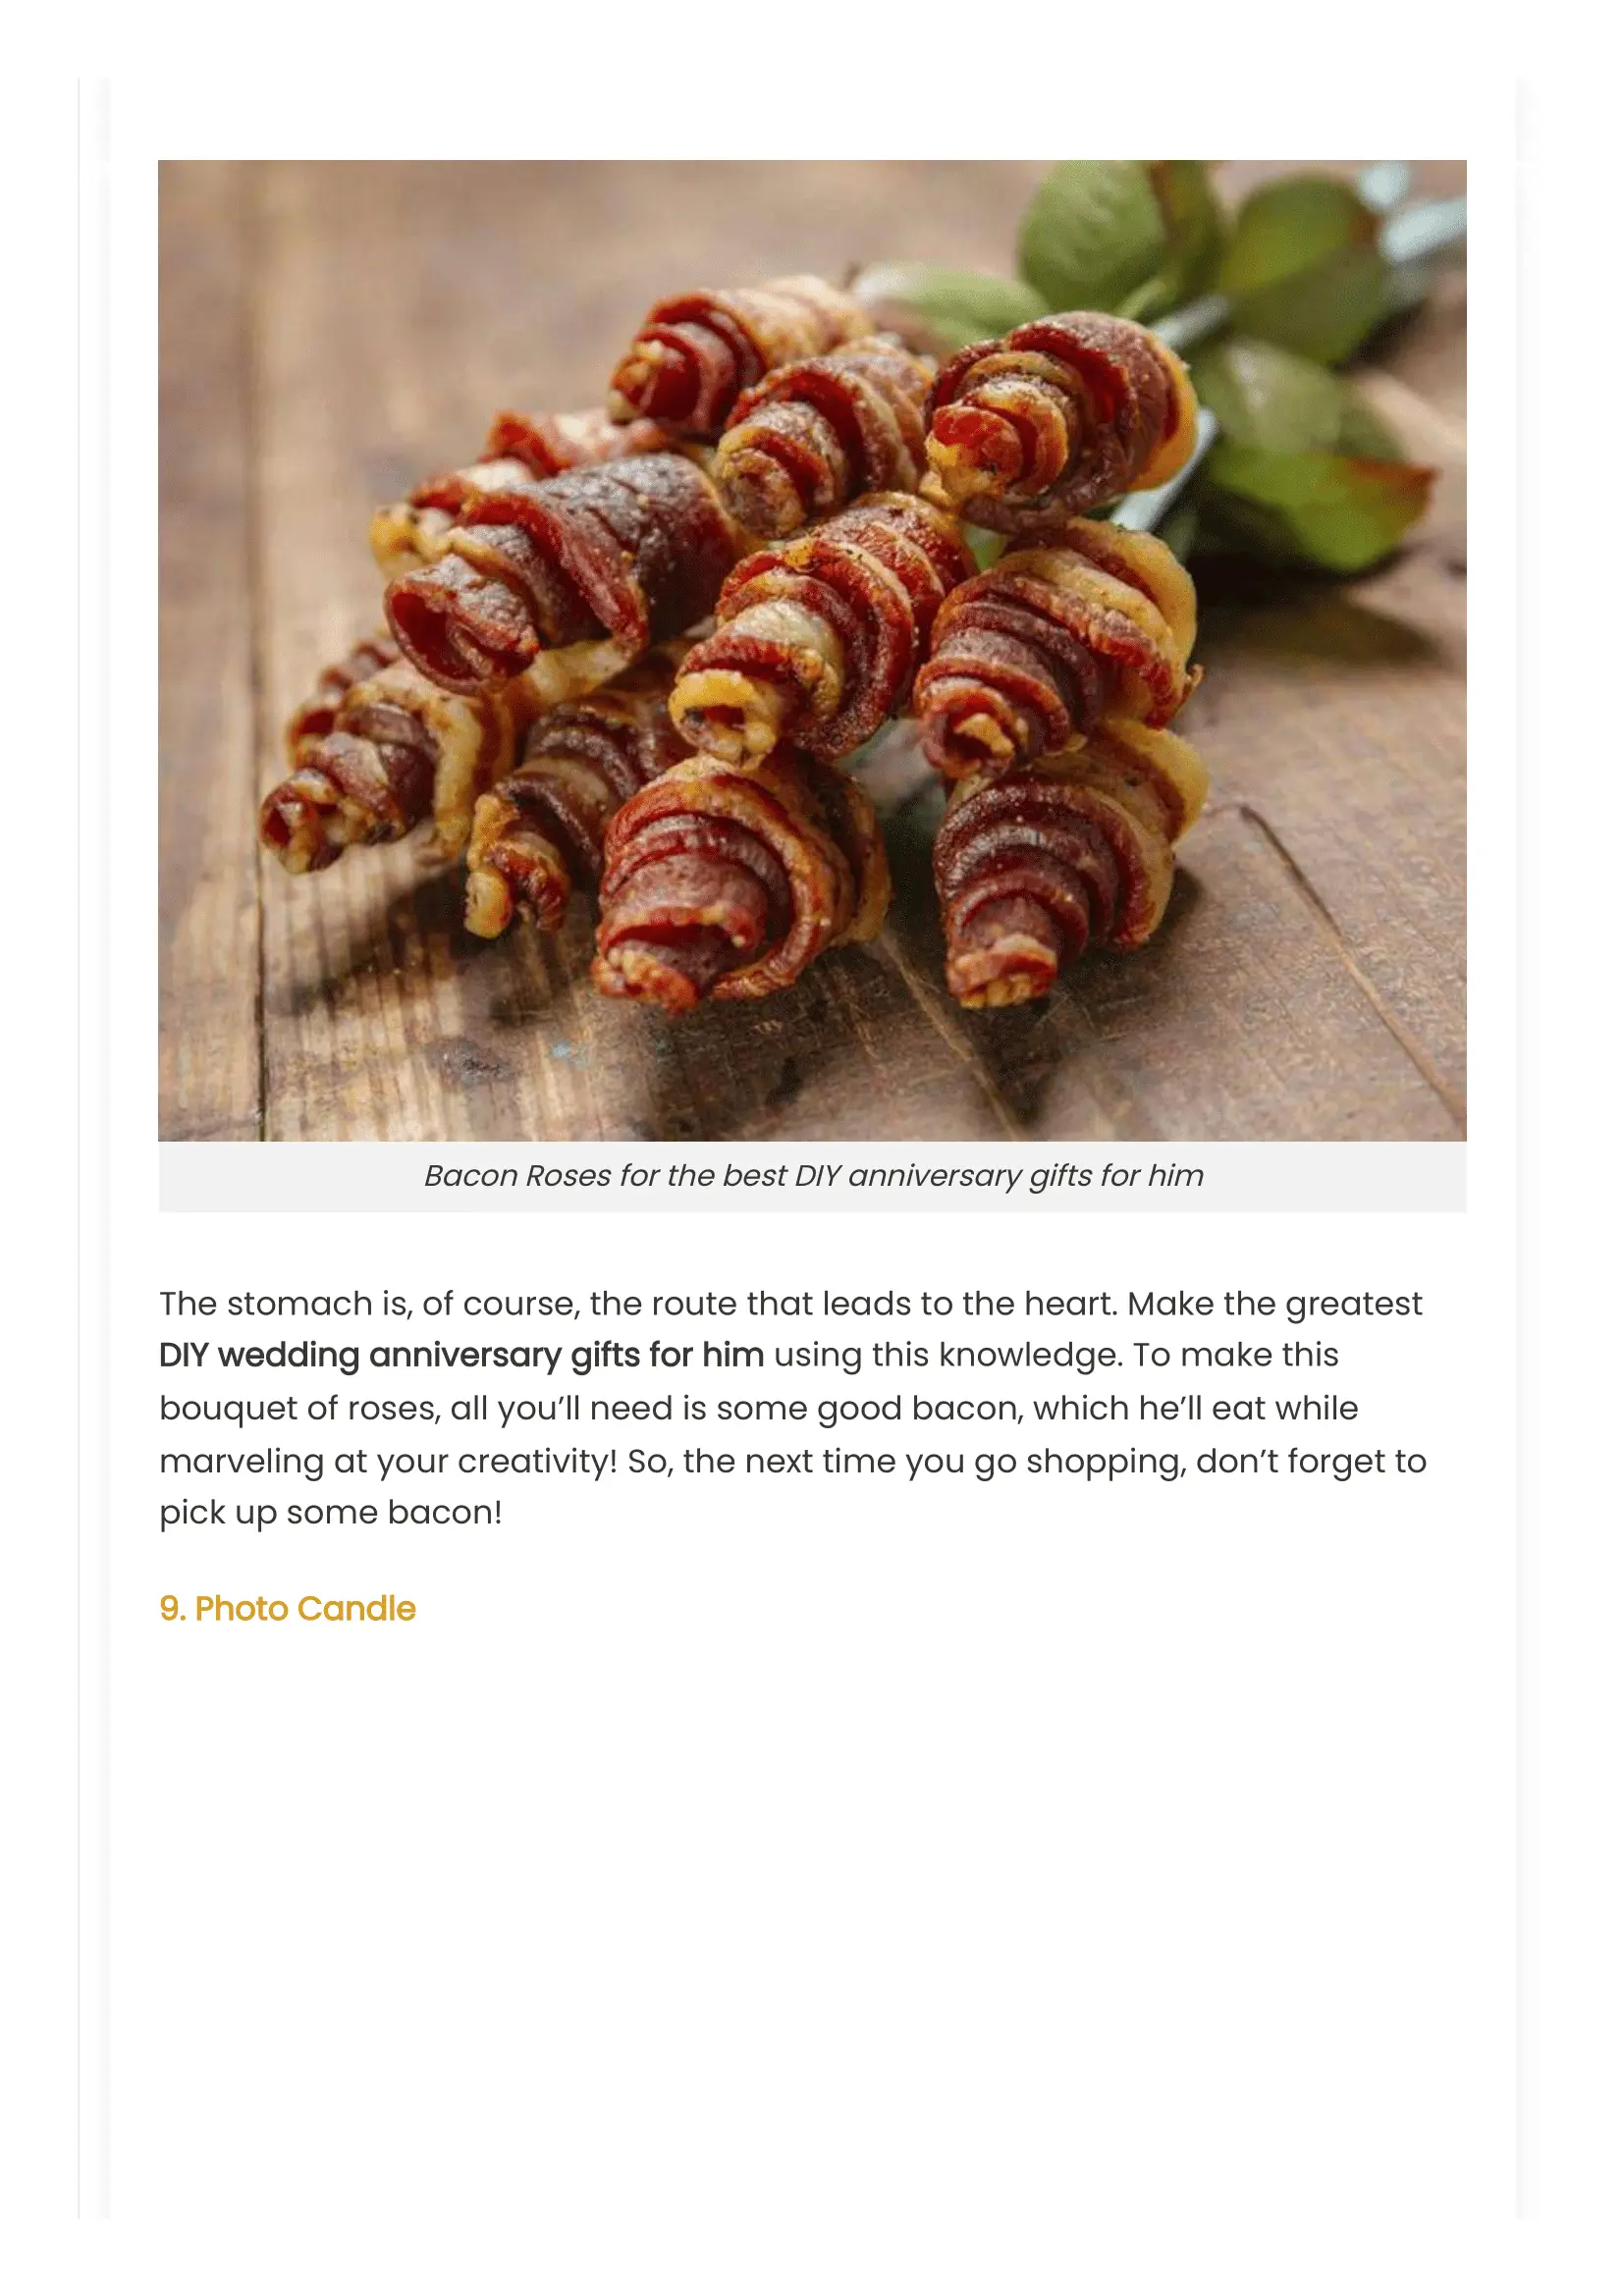 Bacon Roses for the best DIY anniversary gifts for him
The stomach is, of course, the route that leads to the heart. Make the greatest
DIY wedding anniversary gifts for him using this knowledge. To make this
bouquet of roses, all you’ll need is some good bacon, which he’ll eat while
marveling at your creativity! So, the next time you go shopping, don’t forget to
pick up some bacon!
9. Photo Candle